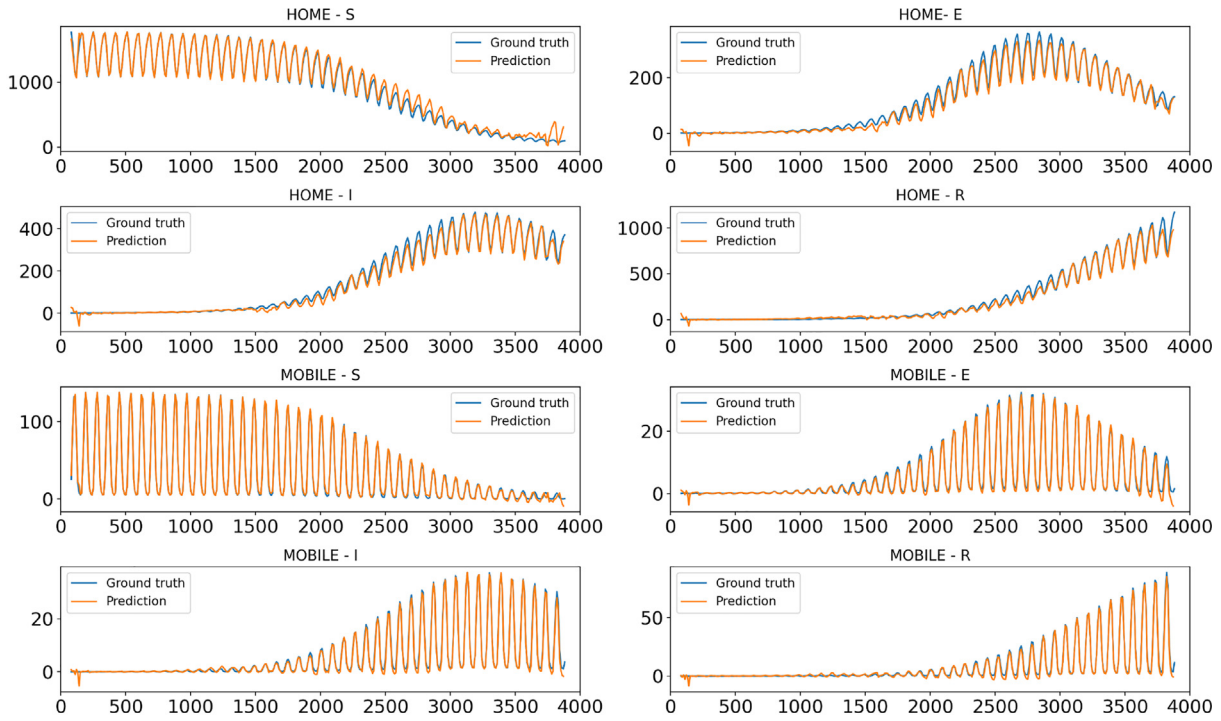 HOME - S
Ground truth
Prediction
1000
0
0 500 1000 1500 2000 2500 3000 3500 4000
HOME- E
Ground truth
Prediction
200
0
0 500 1000 1500 2000 2500 3000 3500 4000
HOME - I
Ground truth
Prediction
400
200
0
0 500 1000 1500 2000 2500 3000 3500 4000
HOME - R
Ground truth
Prediction
1000
500
0
0 500 1000 1500 2000 2500 3000 3500 4000
MOBILE - S
Ground truth
Prediction
100
0
0 500 1000 1500 2000 2500 3000 3500 4000
MOBILE - E
Ground truth
Prediction
20
0
0 500 1000 1500 2000 2500 3000 3500 4000
MOBILE - I
Ground truth
Prediction
20
0
0 500 1000 1500 2000 2500 3000 3500 4000
MOBILE - R
Ground truth
Prediction
50
0
0 500 1000 1500 2000 2500 3000 3500 4000